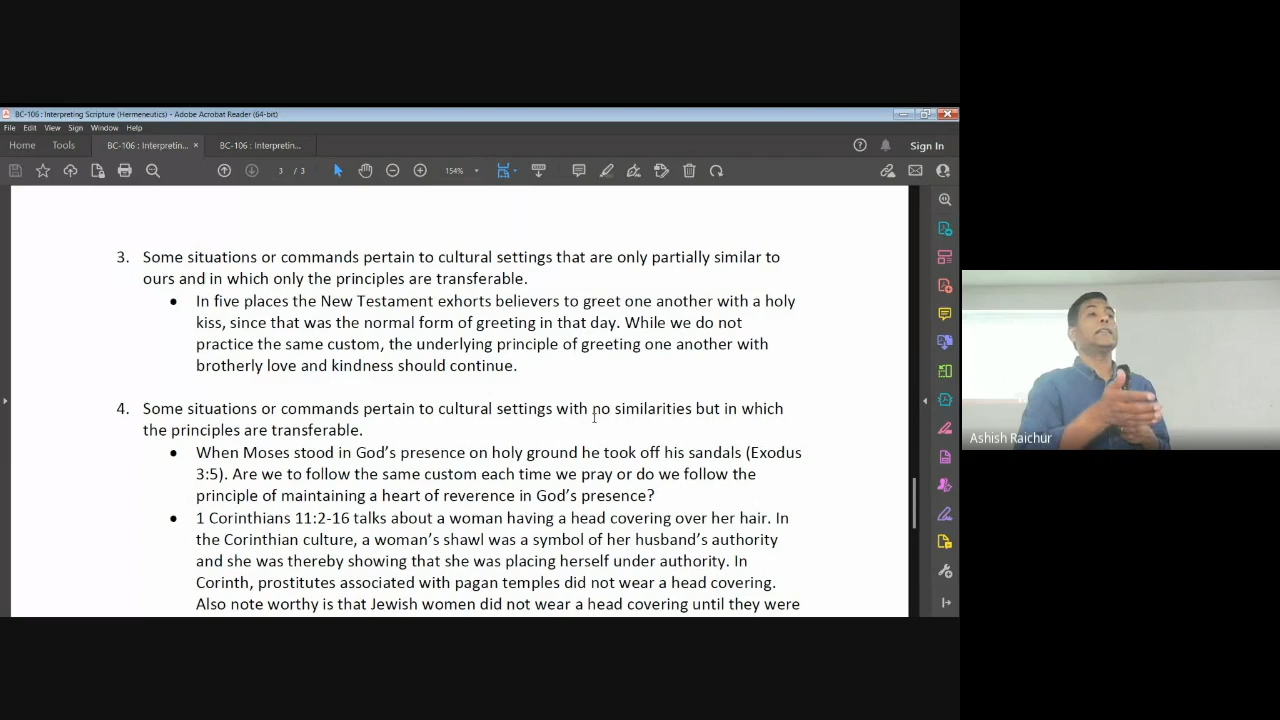 BC-106 : Interpreting Scripture (Hermeneutics) - Adobe Acrobat Reader (64-bit)
File Edit View Sign Window Help
Home Tools BC-106 : Interpretin... × BC-106 : Interpretin... Sign In
3 / 3 154%
3. Some situations or commands pertain to cultural settings that are only partially similar to
ours and in which only the principles are transferable.
• In five places the New Testament exhorts believers to greet one another with a holy
kiss, since that was the normal form of greeting in that day. While we do not
practice the same custom, the underlying principle of greeting one another with
brotherly love and kindness should continue.
4. Some situations or commands pertain to cultural settings with no similarities but in which
the principles are transferable.
• When Moses stood in God’s presence on holy ground he took off his sandals (Exodus
3:5). Are we to follow the same custom each time we pray or do we follow the
principle of maintaining a heart of reverence in God’s presence?
• 1 Corinthians 11:2-16 talks about a woman having a head covering over her hair. In
the Corinthian culture, a woman’s shawl was a symbol of her husband’s authority
and she was thereby showing that she was placing herself under authority. In
Corinth, prostitutes associated with pagan temples did not wear a head covering.
Also note worthy is that Jewish women did not wear a head covering until they were
Ashish Raichur